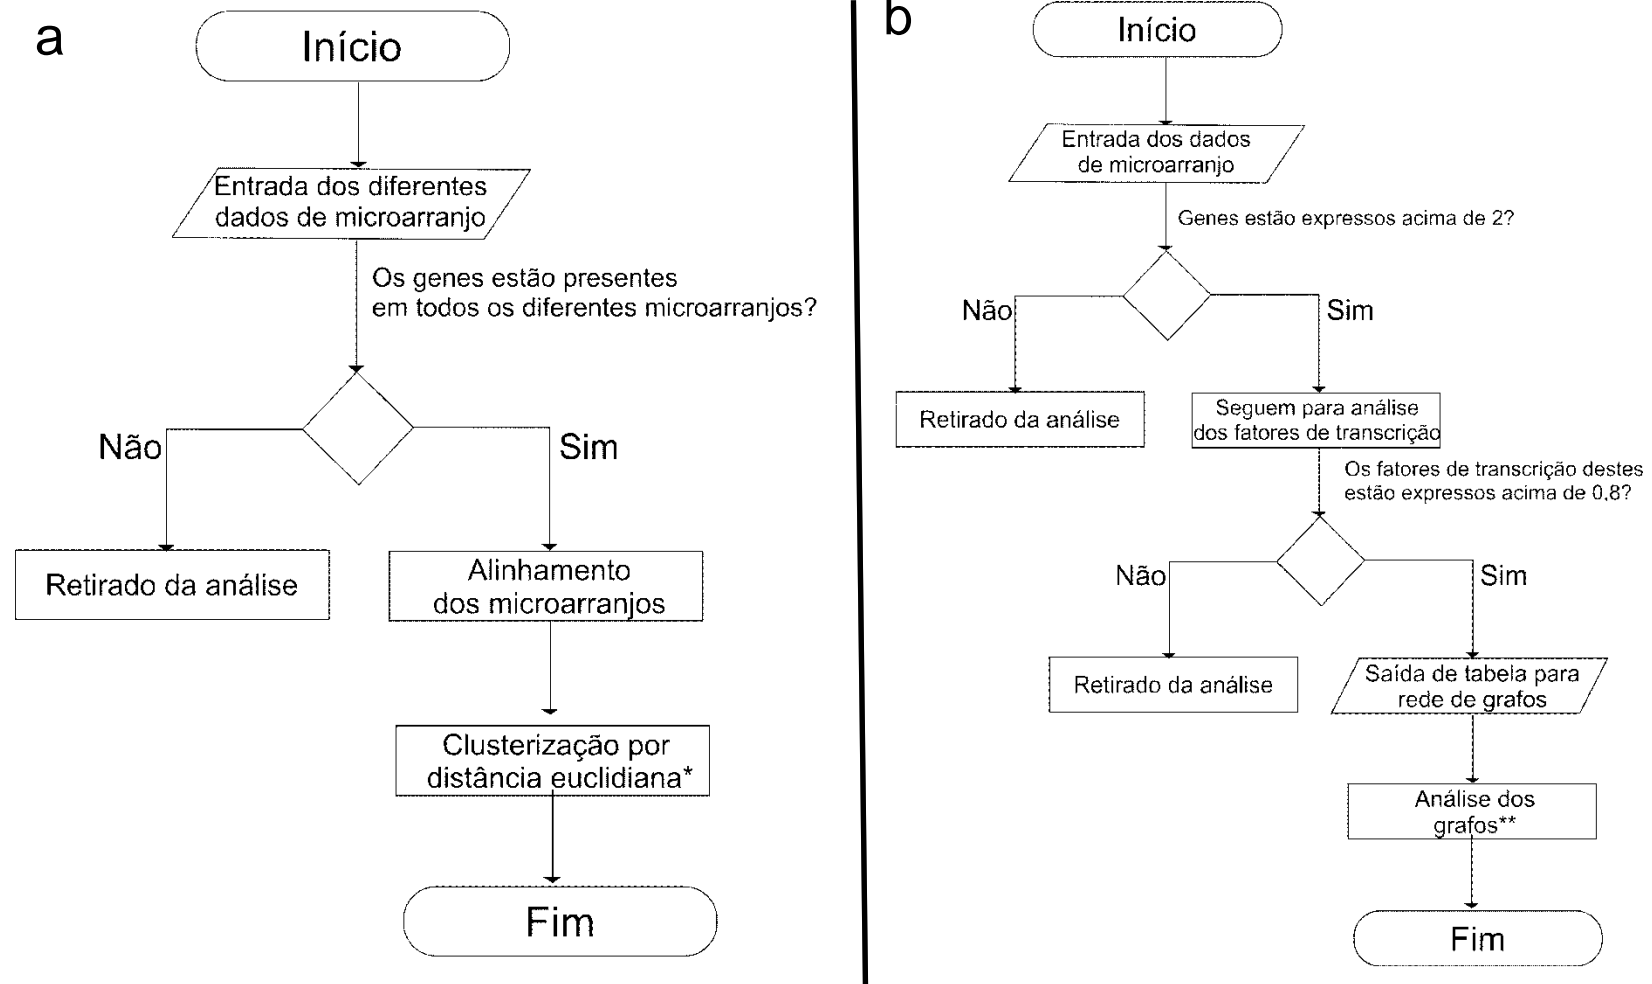 a
Início
Entrada dos diferentes
dados de microarranjo
Os genes estão presentes
em todos os diferentes microarranjos?
Não
Sim
Retirado da análise
Alinhamento
dos microarranjos
Clusterização por
distância euclidiana*
Fim
b
Início
Entrada dos dados
de microarranjo
Genes estão expressos acima de 2?
Não
Sim
Retirado da análise
Seguem para análise
dos fatores de transcrição
Os fatores de transcrição destes
estão expressos acima de 0,8?
Não
Sim
Retirado da análise
Saída de tabela para
rede de grafos
Análise dos
grafos**
Fim